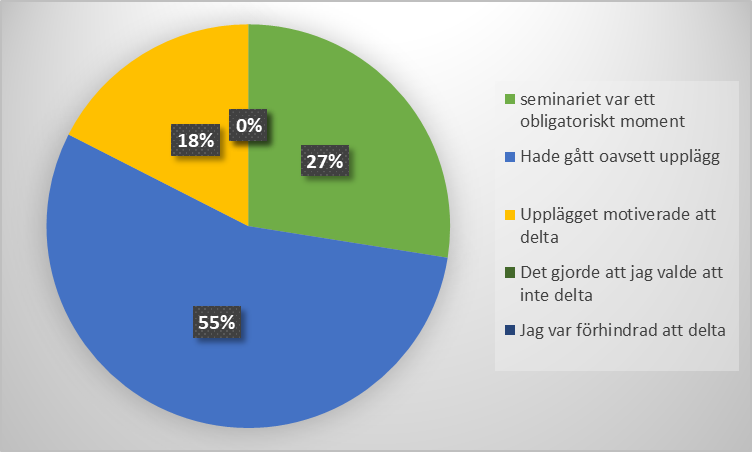 0%
18%
27%
55%
seminariet var ett
obligatoriskt moment
Hade gått oavsett upplägg
Upplägget motiverade att
delta
Det gjorde att jag valde att
inte delta
Jag var förhindrad att delta